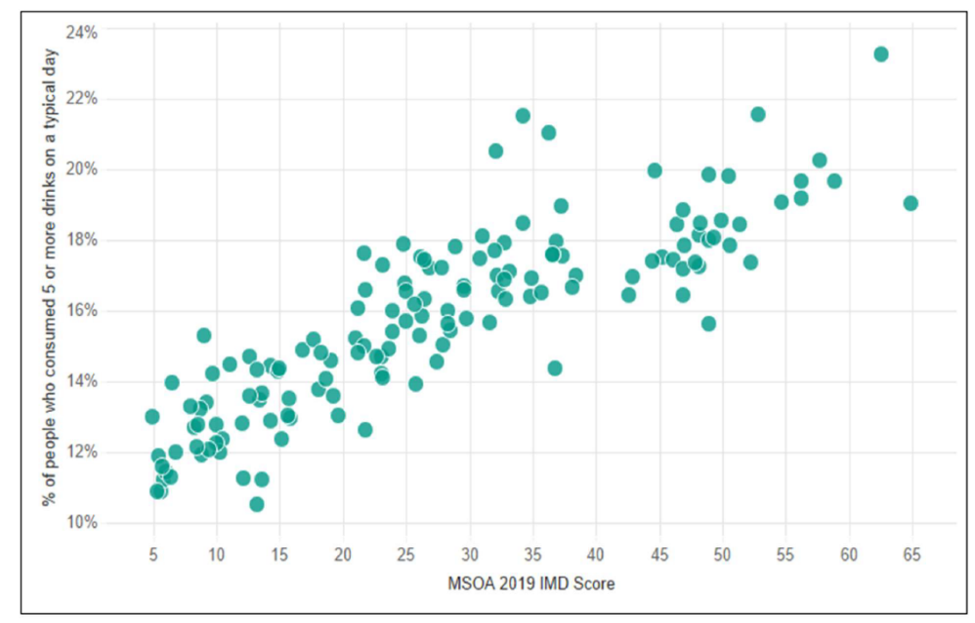 % of people who consumed 5 or more drinks on a typical day
24%
22%
20%
18%
16%
14%
12%
10%
5 10 15 20 25 30 35 40 45 50 55 60 65
MSOA 2019 IMD Score